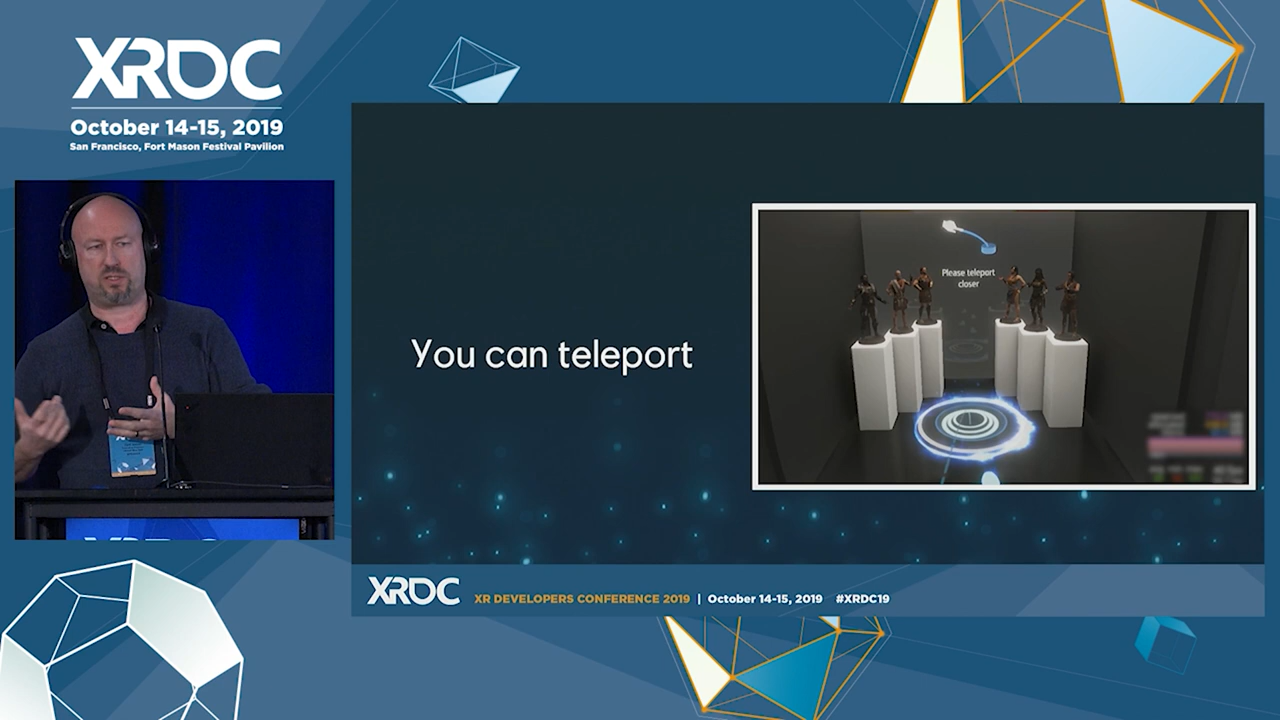 XRDC
October 14-15, 2019
San Francisco, Fort Mason Festival Pavilion
You can teleport
Please teleport
closer
XRDC
XR DEVELOPERS CONFERENCE 2019 | October 14-15, 2019 #XRDC19